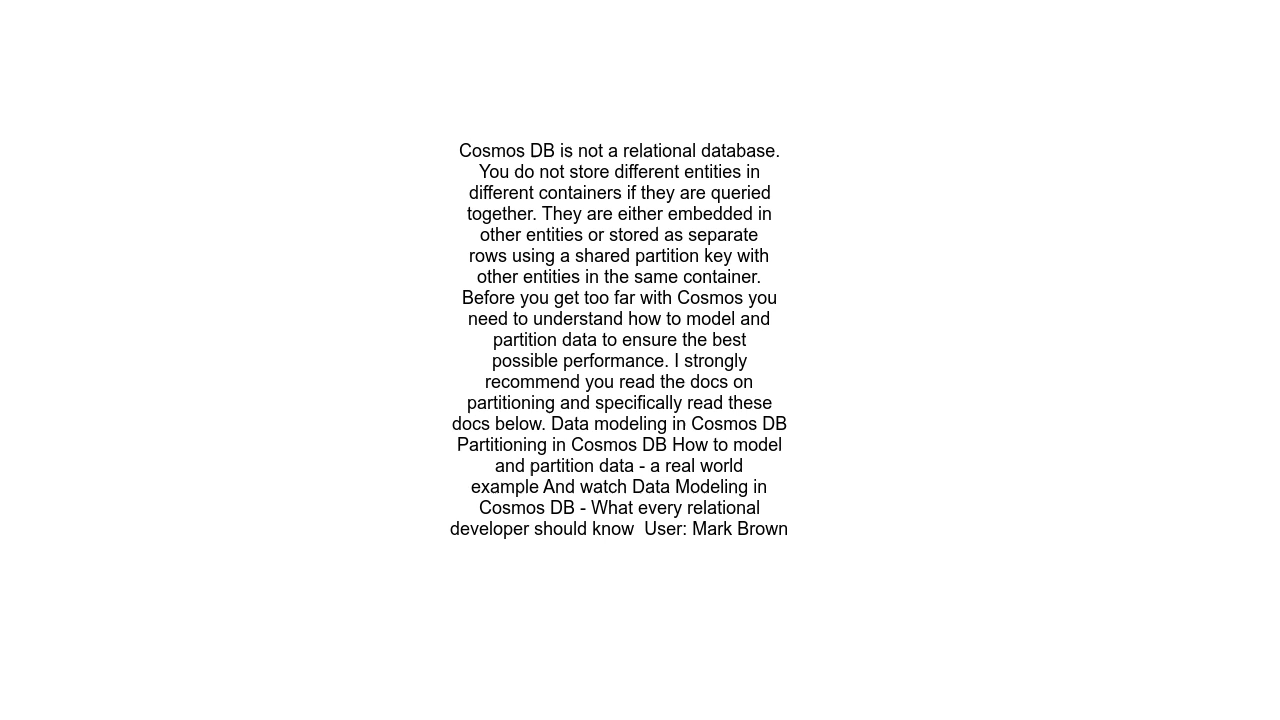 Cosmos DB is not a relational database.
You do not store different entities in
different containers if they are queried
together. They are either embedded in
other entities or stored as separate
rows using a shared partition key with
other entities in the same container.
Before you get too far with Cosmos you
need to understand how to model and
partition data to ensure the best
possible performance. I strongly
recommend you read the docs on
partitioning and specifically read these
docs below. Data modeling in Cosmos DB
Partitioning in Cosmos DB How to model
and partition data - a real world
example And watch Data Modeling in
Cosmos DB - What every relational
developer should know  User: Mark Brown